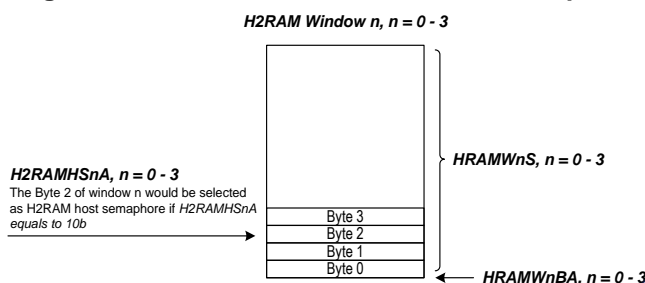 H2RAM Window n, n = 0 - 3
HRAMWnS, n = 0 - 3
H2RAMHSnA, n = 0 - 3
The Byte 2 of window n would be selected
as H2RAM host semaphore if H2RAMHSnA
equals to 10b
Byte 3
Byte 2
Byte 1
Byte 0
HRAMWnBA, n = 0 - 3